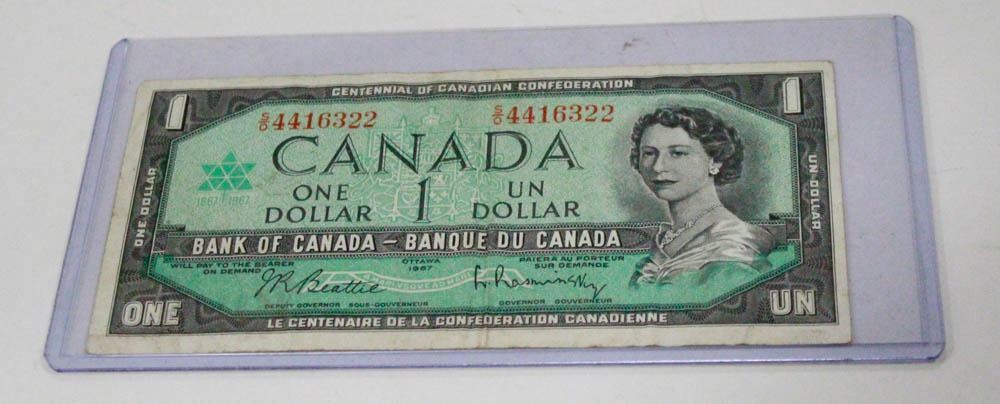 CENTENNIAL OF CANADIAN CONFEDERATION
1 1
S/O 4416322 S/O 4416322
CANADA
1867 1967
ONE 1 UN
DOLLAR DOLLAR
ONE DOLLAR
UN DOLLAR
BANK OF CANADA – BANQUE DU CANADA
WILL PAY TO THE BEARER OTTAWA PAIERA AU PORTEUR
ON DEMAND 1967 SUR DEMANDE
J.R. Beattie L. Rasminsky
DEPUTY GOVERNOR SOUS-GOUVERNEUR GOVERNOR GOUVERNEUR
ONE UN
LE CENTENAIRE DE LA CONFEDERATION CANADIENNE